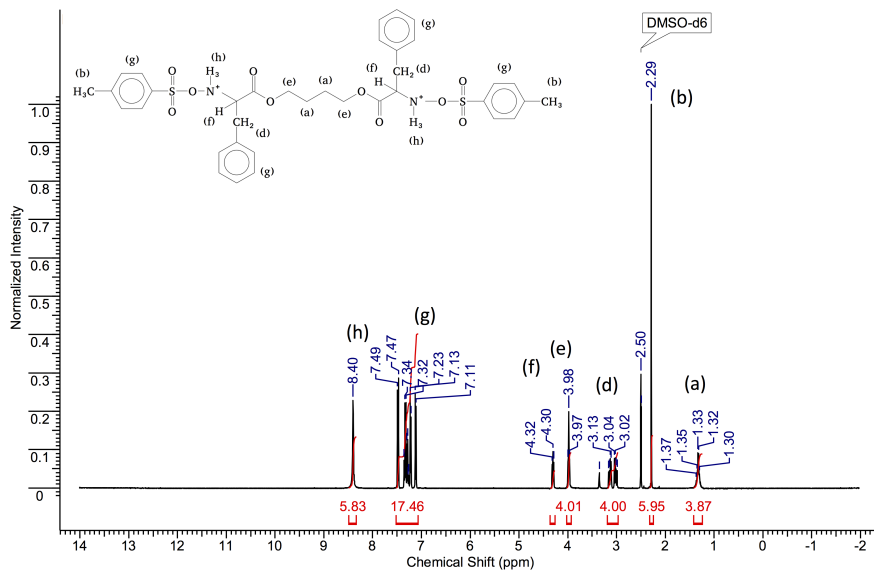 DMSO-d6
2.29
(b)
(g)
(h)
(b)
(g)
H3
N+
O
O
S
O
O
H3C
O
(e)
(a)
(f)
H
CH2
(d)
(g)
(b)
CH3
O
S
O
O
N+
H3
(h)
O
O
(e)
(a)
(f)
H
CH2
(d)
(g)
1.0
0.9
0.8
0.7
0.6
0.5
0.4
0.3
0.2
0.1
0
Normalized Intensity
(h)
(g)
(f)
(e)
(d)
(a)
8.40
7.49
7.47
7.34
7.32
7.23
7.13
7.11
4.32
4.30
3.98
3.97
3.13
3.04
3.02
2.50
1.37
1.35
1.33
1.32
1.30
5.83 17.46 4.01 4.00 5.95 3.87
14 13 12 11 10 9 8 7 6 5 4 3 2 1 0 -1 -2
Chemical Shift (ppm)